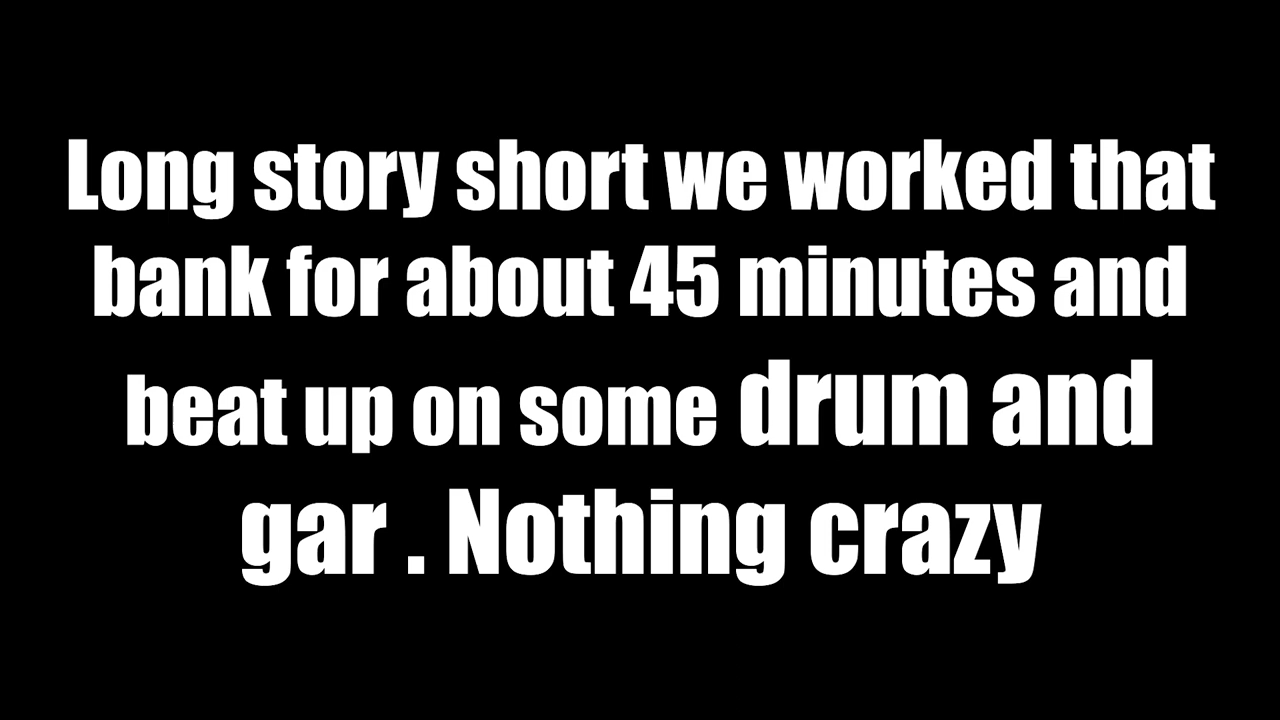 Long story short we worked that
bank for about 45 minutes and
beat up on some drum and
gar . Nothing crazy